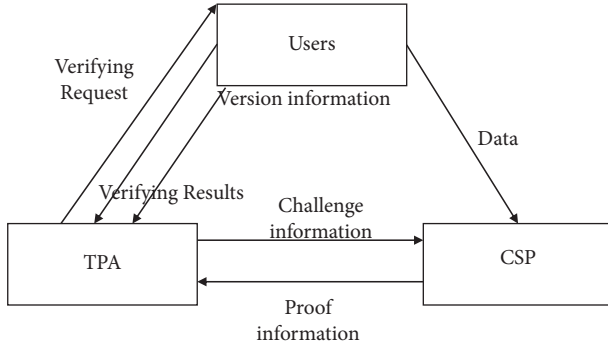 Users
Verifying
Request
Version information
Data
Verifying Results
Challenge
information
TPA
CSP
Proof
information